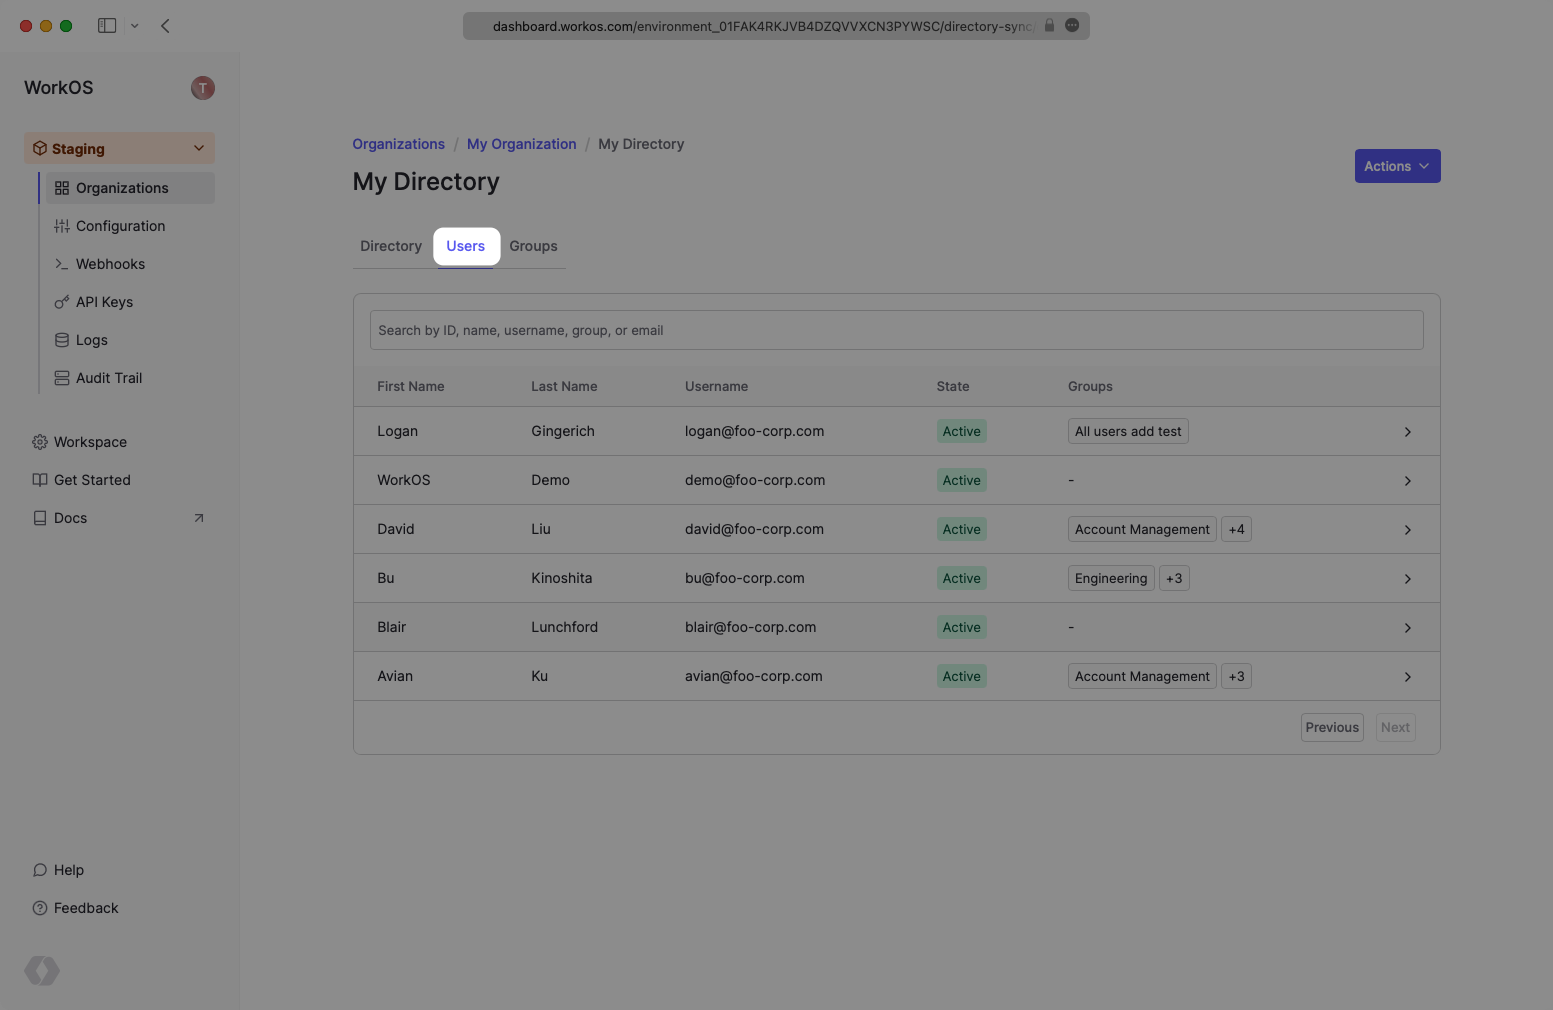 dashboard.workos.com/environment_01FAK4RKJVB4DZQVVXCN3PYWSC/directory-sync/
WorkOS
T
Staging
Organizations
Configuration
Webhooks
API Keys
Logs
Audit Trail
Workspace
Get Started
Docs
Help
Feedback
Organizations / My Organization / My Directory
My Directory
Actions
Directory Users Groups
Search by ID, name, username, group, or email
First Name Last Name Username State Groups
Logan Gingerich logan@foo-corp.com Active All users add test
WorkOS Demo demo@foo-corp.com Active -
David Liu david@foo-corp.com Active Account Management +4
Bu Kinoshita bu@foo-corp.com Active Engineering +3
Blair Lunchford blair@foo-corp.com Active -
Avian Ku avian@foo-corp.com Active Account Management +3
Previous Next